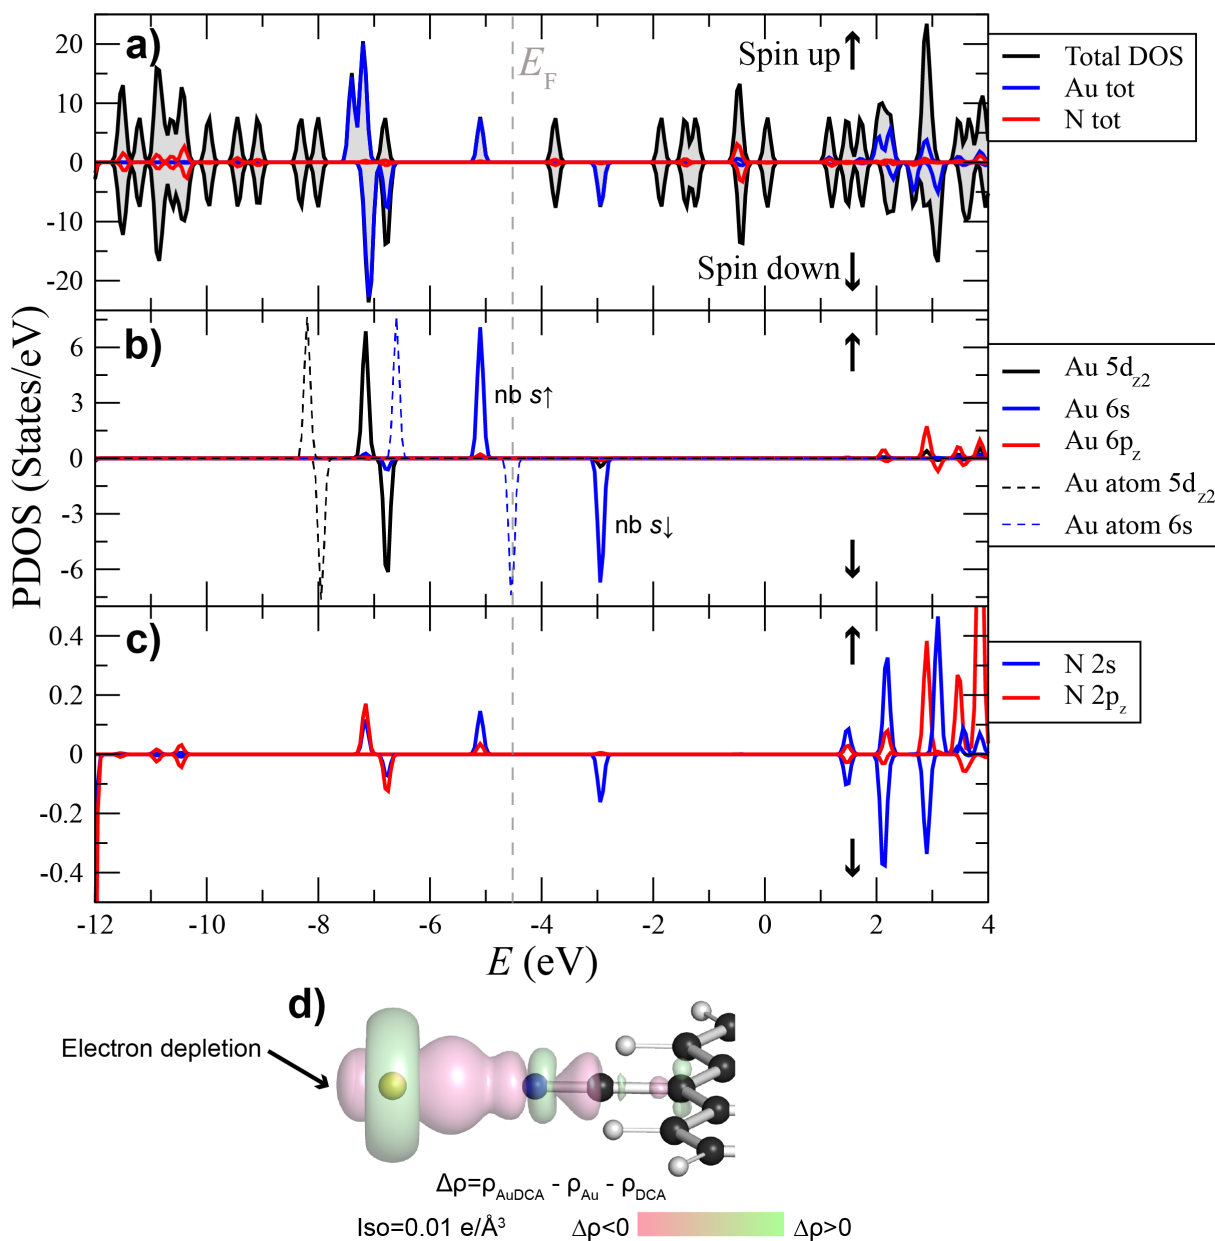 a)
20
10
0
-10
-20
E_F
Spin up
Spin down
Total DOS
Au tot
N tot
PDOS (States/eV)
b)
6
3
0
-3
-6
nb s↑
nb s↓
Au 5d_z2
Au 6s
Au 6p_z
Au atom 5d_z2
Au atom 6s
c)
0.4
0.2
0
-0.2
-0.4
N 2s
N 2p_z
-12 -10 -8 -6 -4 -2 0 2 4
E (eV)
d)
Electron depletion
Δρ=ρ_AuDCA - ρ_Au - ρ_DCA
Iso=0.01 e/Å³ Δρ<0 Δρ>0